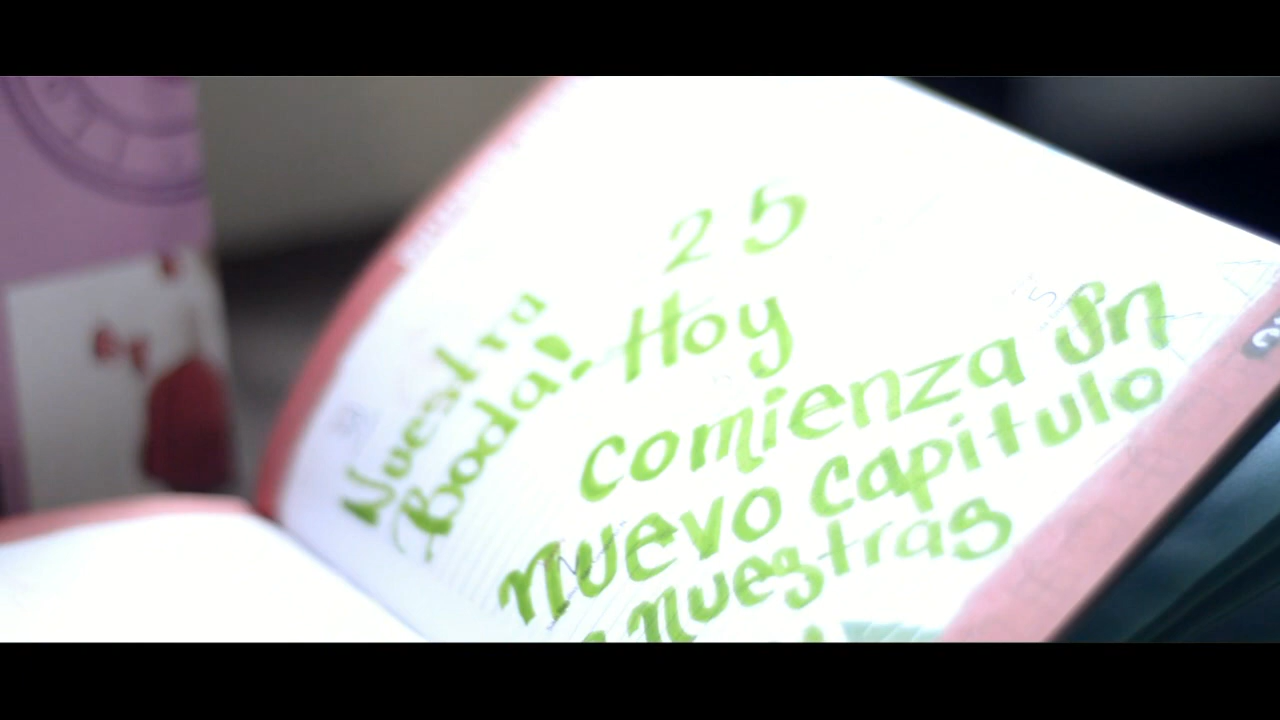 25
Nuestra
Boda!
- Hoy
comienza Un
nuevo capitulo
nuestras